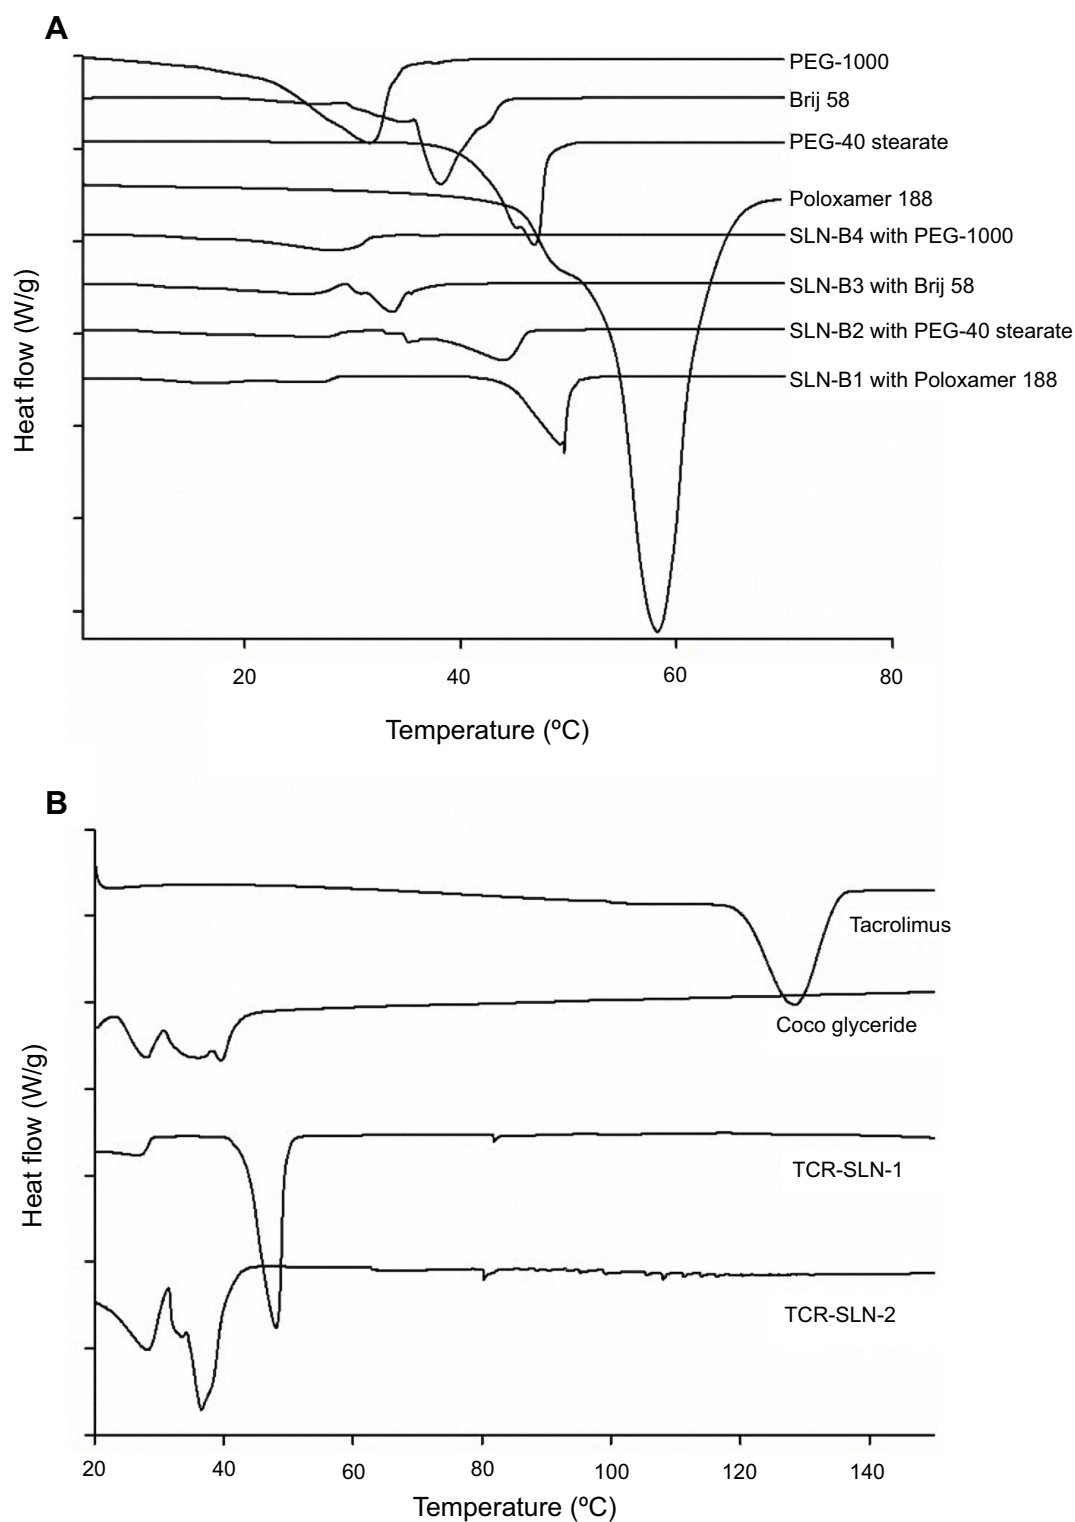 A
PEG-1000
Brij 58
PEG-40 stearate
Poloxamer 188
SLN-B4 with PEG-1000
SLN-B3 with Brij 58
SLN-B2 with PEG-40 stearate
SLN-B1 with Poloxamer 188
Heat flow (W/g)
20 40 60 80
Temperature (ºC)
B
Tacrolimus
Coco glyceride
TCR-SLN-1
TCR-SLN-2
Heat flow (W/g)
20 40 60 80 100 120 140
Temperature (ºC)